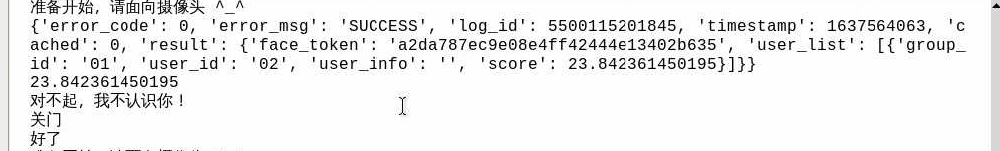 准备开始，请面向摄像头 ^_^
{'error_code': 0, 'error_msg': 'SUCCESS', 'log_id': 5500115201845, 'timestamp': 1637564063, 'c
ached': 0, 'result': {'face_token': 'a2da787ec9e08e4ff42444e13402b635', 'user_list': [{'group_
id': '01', 'user_id': '02', 'user_info': '', 'score': 23.842361450195}]}}
23.842361450195
对不起，我不认识你！
关门
好了